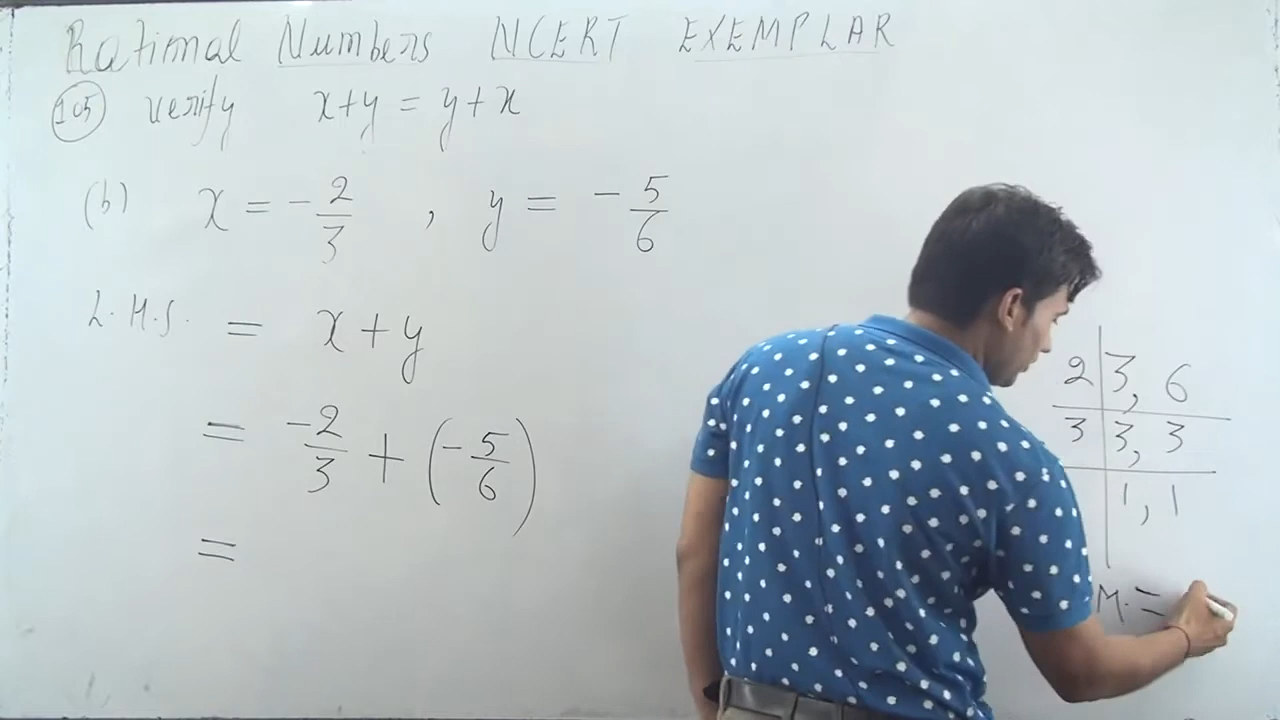 Rational Numbers NCERT EXEMPLAR
105 verify x+y = y+x
(b) x = -2/3 , y = -5/6
L.H.S. = x+y
= -2/3 + (-5/6)
=
2 | 3, 6
3 | 3, 3
1, 1
M. =